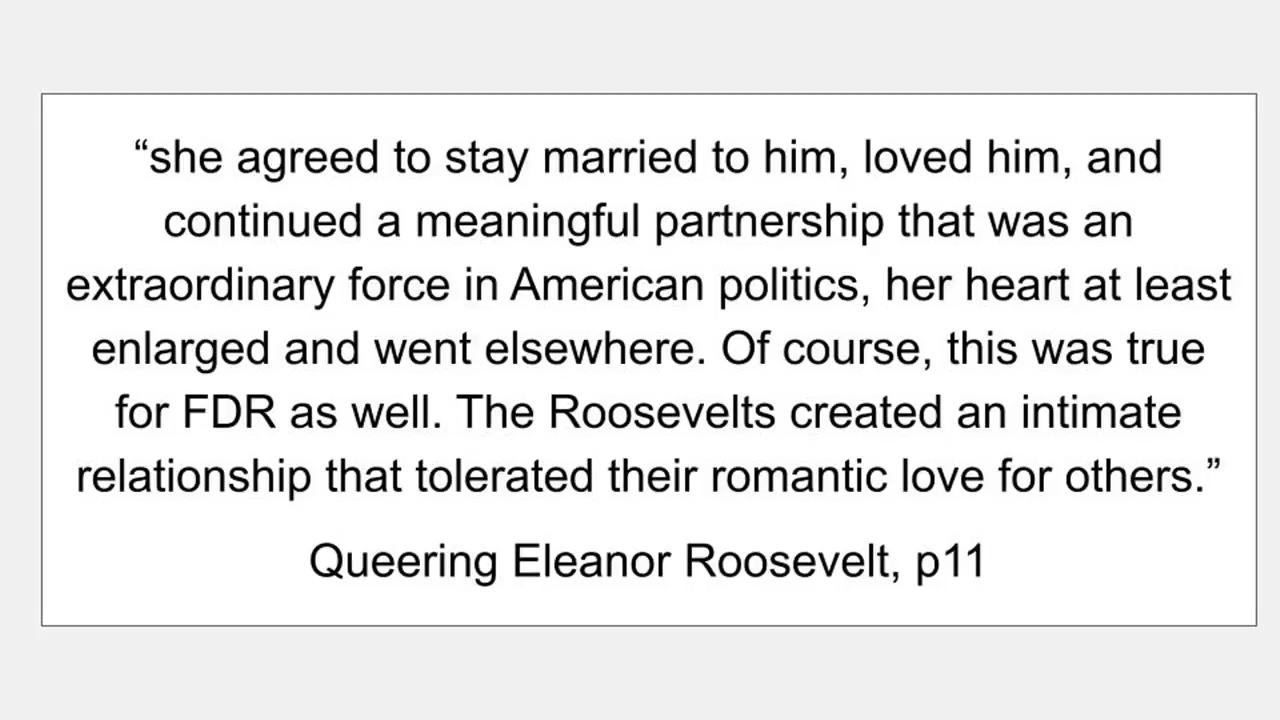 “she agreed to stay married to him, loved him, and
continued a meaningful partnership that was an
extraordinary force in American politics, her heart at least
enlarged and went elsewhere. Of course, this was true
for FDR as well. The Roosevelts created an intimate
relationship that tolerated their romantic love for others.”
Queering Eleanor Roosevelt, p11